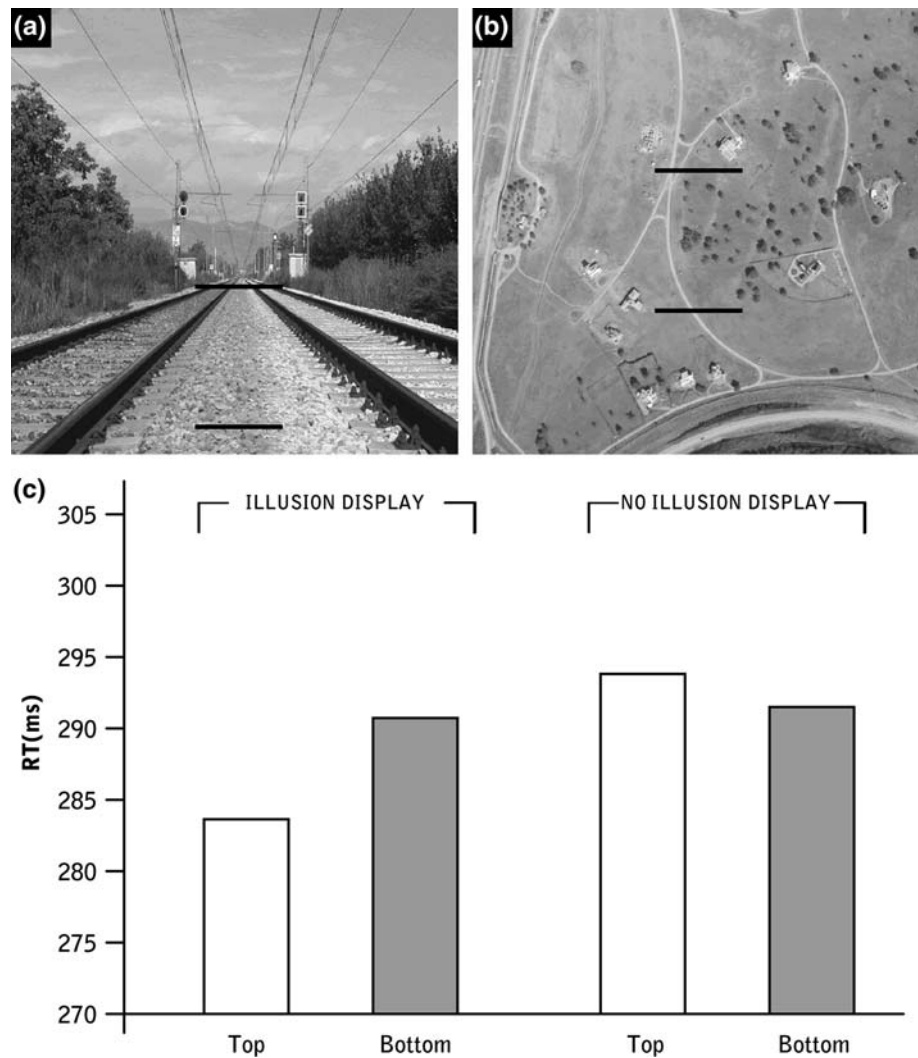 (a)
(b)
(c)
ILLUSION DISPLAY
NO ILLUSION DISPLAY
305
300
295
290
285
280
275
270
RT(ms)
Top
Bottom
Top
Bottom